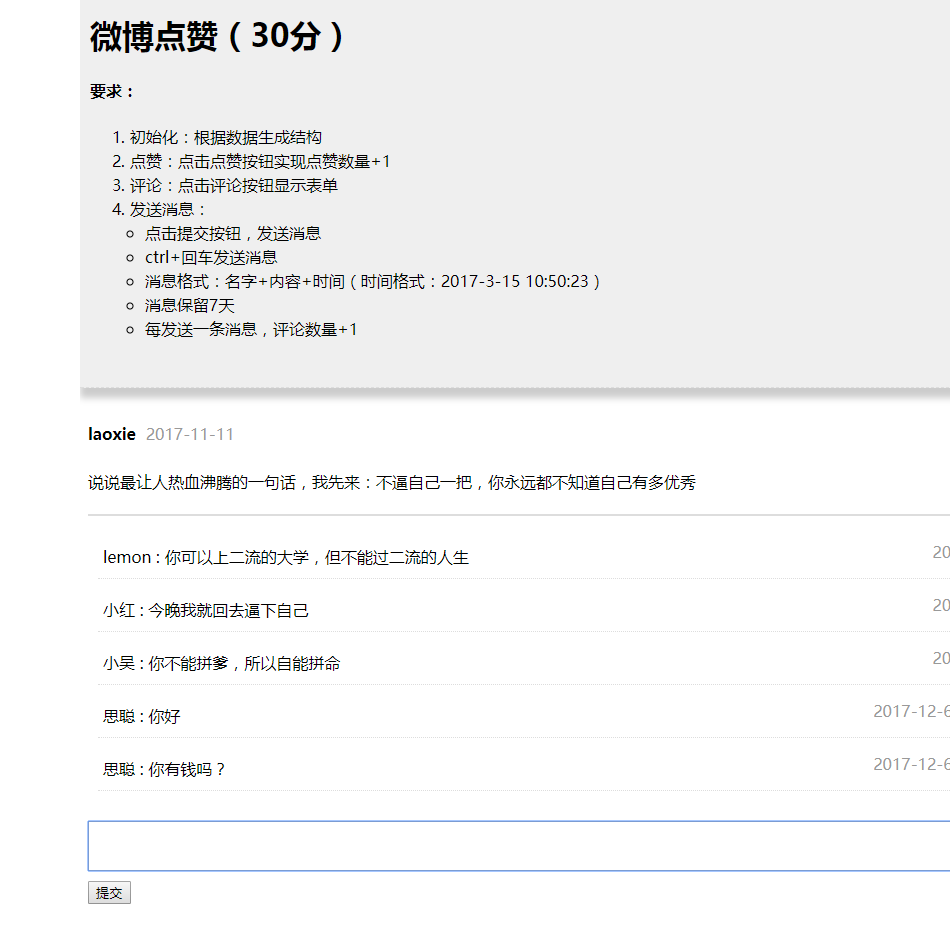 微博点赞（30分）
要求：
1. 初始化：根据数据生成结构
2. 点赞：点击点赞按钮实现点赞数量+1
3. 评论：点击评论按钮显示表单
4. 发送消息：
点击提交按钮，发送消息
ctrl+回车发送消息
消息格式：名字+内容+时间（时间格式：2017-3-15 10:50:23）
消息保留7天
每发送一条消息，评论数量+1
laoxie 2017-11-11
说说最让人热血沸腾的一句话，我先来：不逼自己一把，你永远都不知道自己有多优秀
lemon : 你可以上二流的大学，但不能过二流的人生 20
小红 : 今晚我就回去逼下自己 20
小吴 : 你不能拼爹，所以自能拼命 20
思聪 : 你好 2017-12-6
思聪 : 你有钱吗？ 2017-12-6
提交